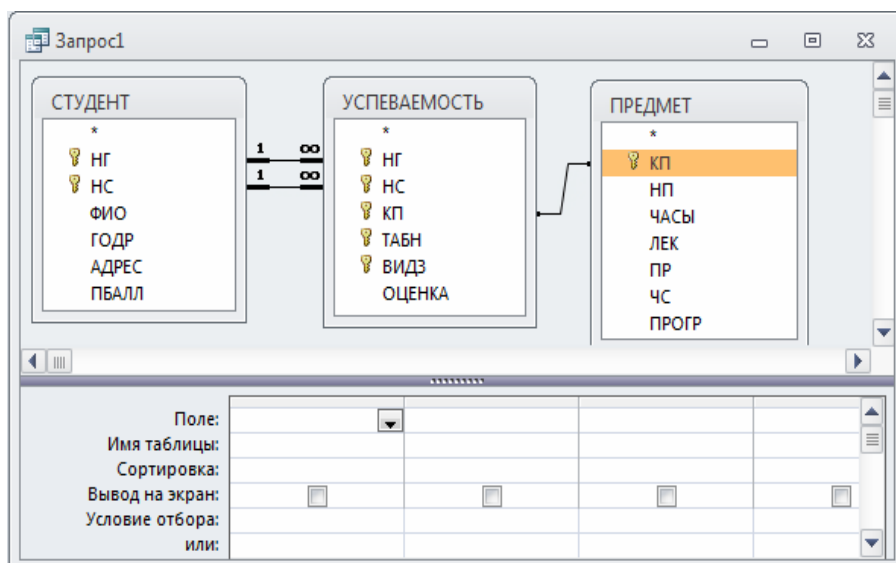 Запрос1
СТУДЕНТ
*
НГ
НС
ФИО
ГОДР
АДРЕС
ПБАЛЛ
1 ∞
1 ∞
УСПЕВАЕМОСТЬ
*
НГ
НС
КП
ТАБН
ВИДЗ
ОЦЕНКА
ПРЕДМЕТ
*
КП
НП
ЧАСЫ
ЛЕК
ПР
ЧС
ПРОГР
Поле:
Имя таблицы:
Сортировка:
Вывод на экран:
Условие отбора:
или: